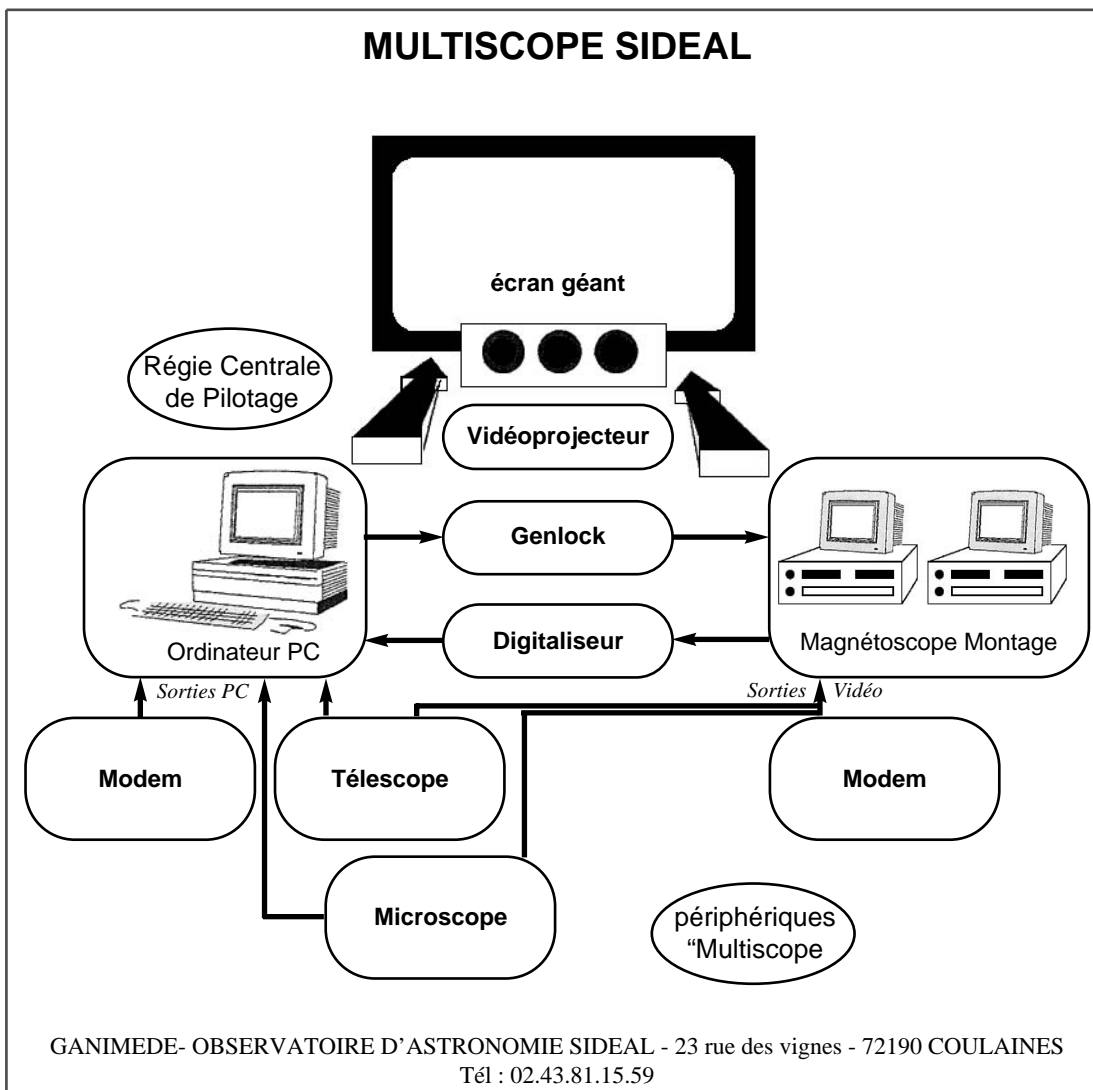 MULTISCOPE SIDEAL
écran géant
Régie Centrale
de Pilotage
Vidéoprojecteur
Genlock
Digitaliseur
Ordinateur PC
Magnétoscope Montage
Sorties PC
Sorties Vidéo
Modem
Télescope
Modem
Microscope
périphériques
“Multiscope
GANIMEDE- OBSERVATOIRE D’ASTRONOMIE SIDEAL - 23 rue des vignes - 72190 COULAINES
Tél : 02.43.81.15.59